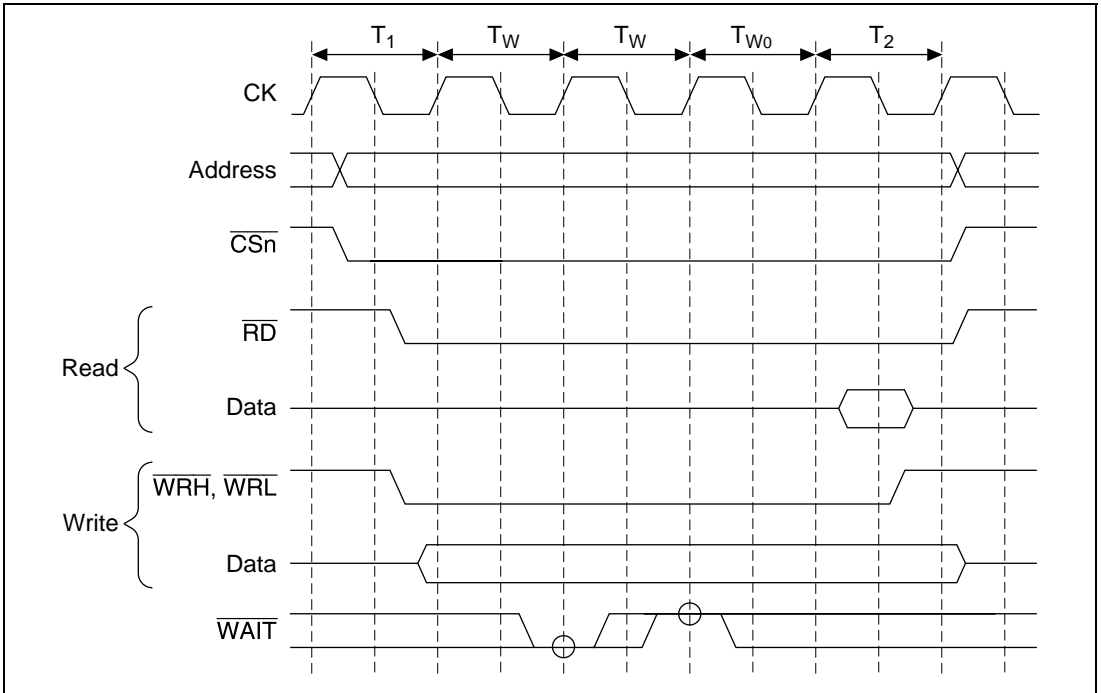 T1 TW TW TW0 T2
CK
Address
CSn
RD
Read
Data
WRH, WRL
Write
Data
WAIT